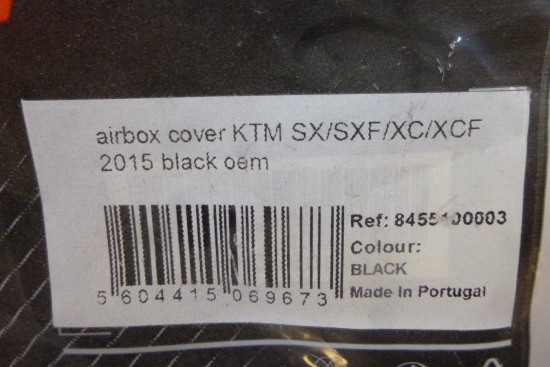 airbox cover KTM SX/SXF/XC/XCF
2015 black oem
Ref: 8455100003
Colour:
BLACK
Made In Portugal
5 604415 069673